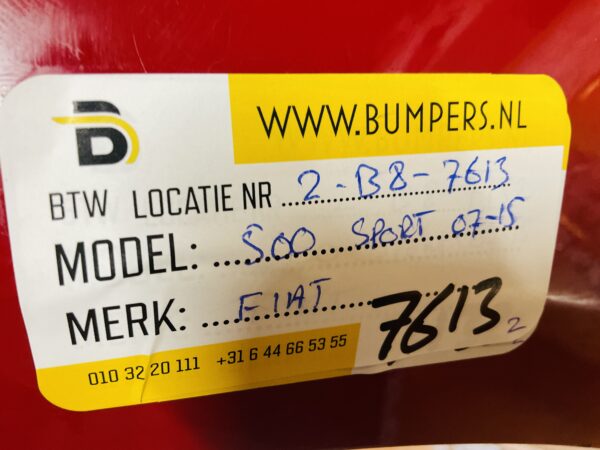 B
WWW.BUMPERS.NL
BTW LOCATIE NR 2-B8-7613
MODEL: 500 SPORT 07-15
MERK: FIAT
7613 2
010 32 20 111 +31 6 44 66 53 55